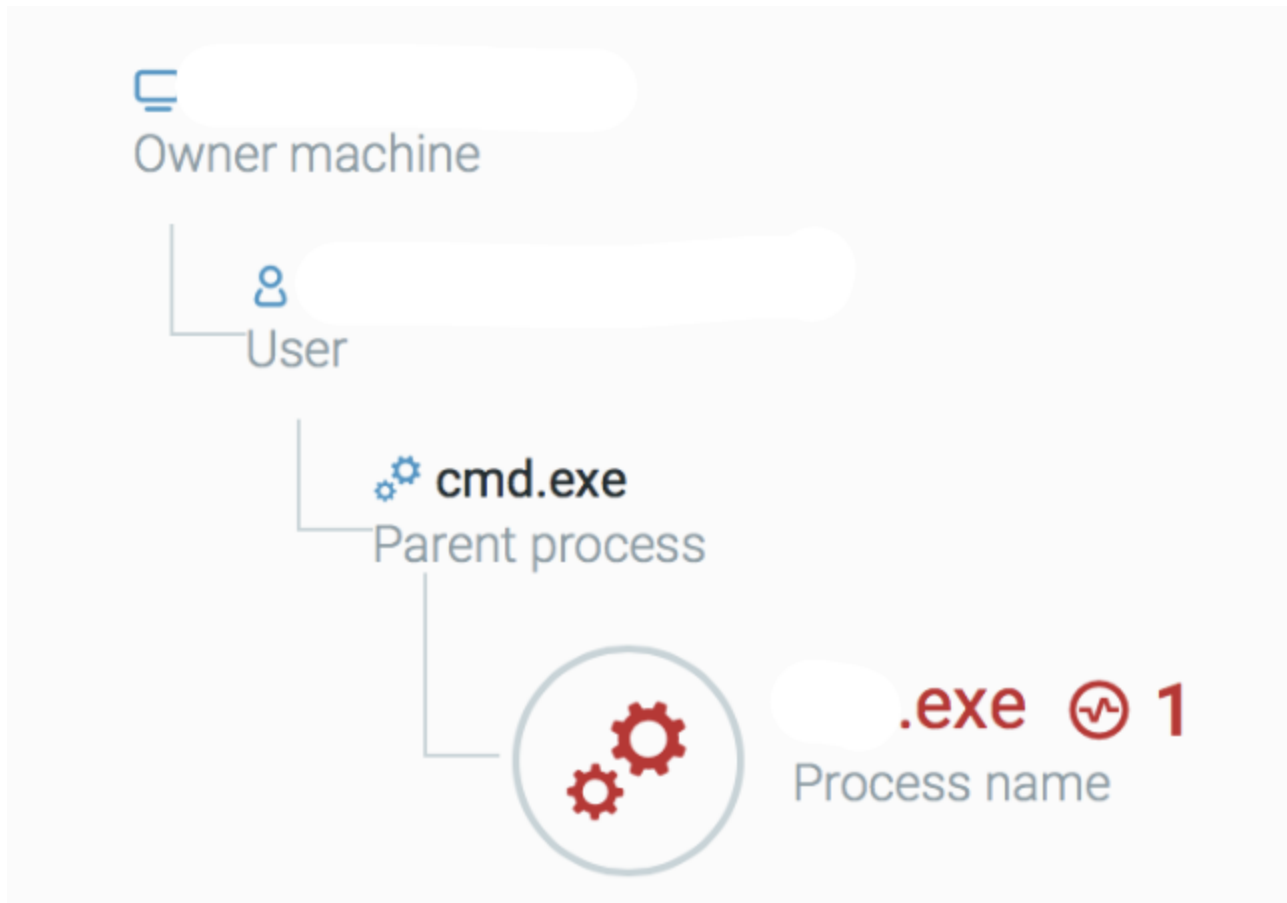 Owner machine
User
cmd.exe
Parent process
.exe 1
Process name